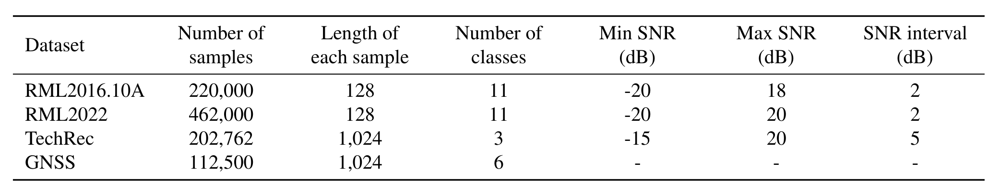 Dataset Number of samples Length of each sample Number of classes Min SNR (dB) Max SNR (dB) SNR interval (dB)
RML2016.10A 220,000 128 11 -20 18 2
RML2022 462,000 128 11 -20 20 2
TechRec 202,762 1,024 3 -15 20 5
GNSS 112,500 1,024 6 - - -